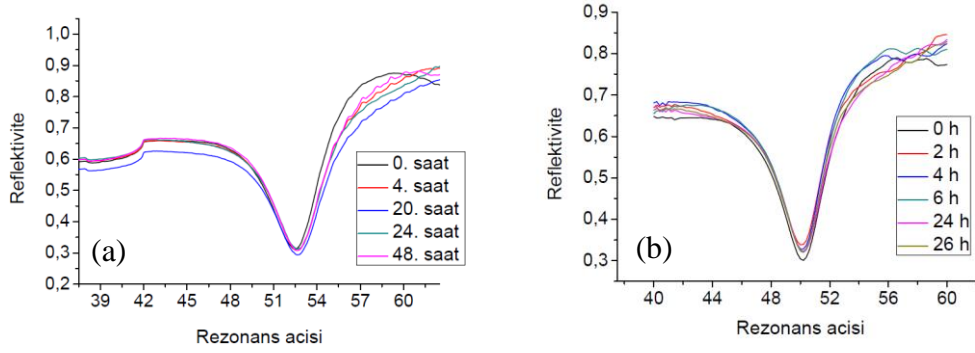 1,0
0,9
0,8
0,7
0,6
0,5
0,4
0,3
0,2
Reflektivite
39 42 45 48 51 54 57 60
Rezonans acisi
(a)
0. saat
4. saat
20. saat
24. saat
48. saat
0,9
0,8
0,7
0,6
0,5
0,4
0,3
Reflektivite
40 44 48 52 56 60
Rezonans acisi
(b)
0 h
2 h
4 h
6 h
24 h
26 h